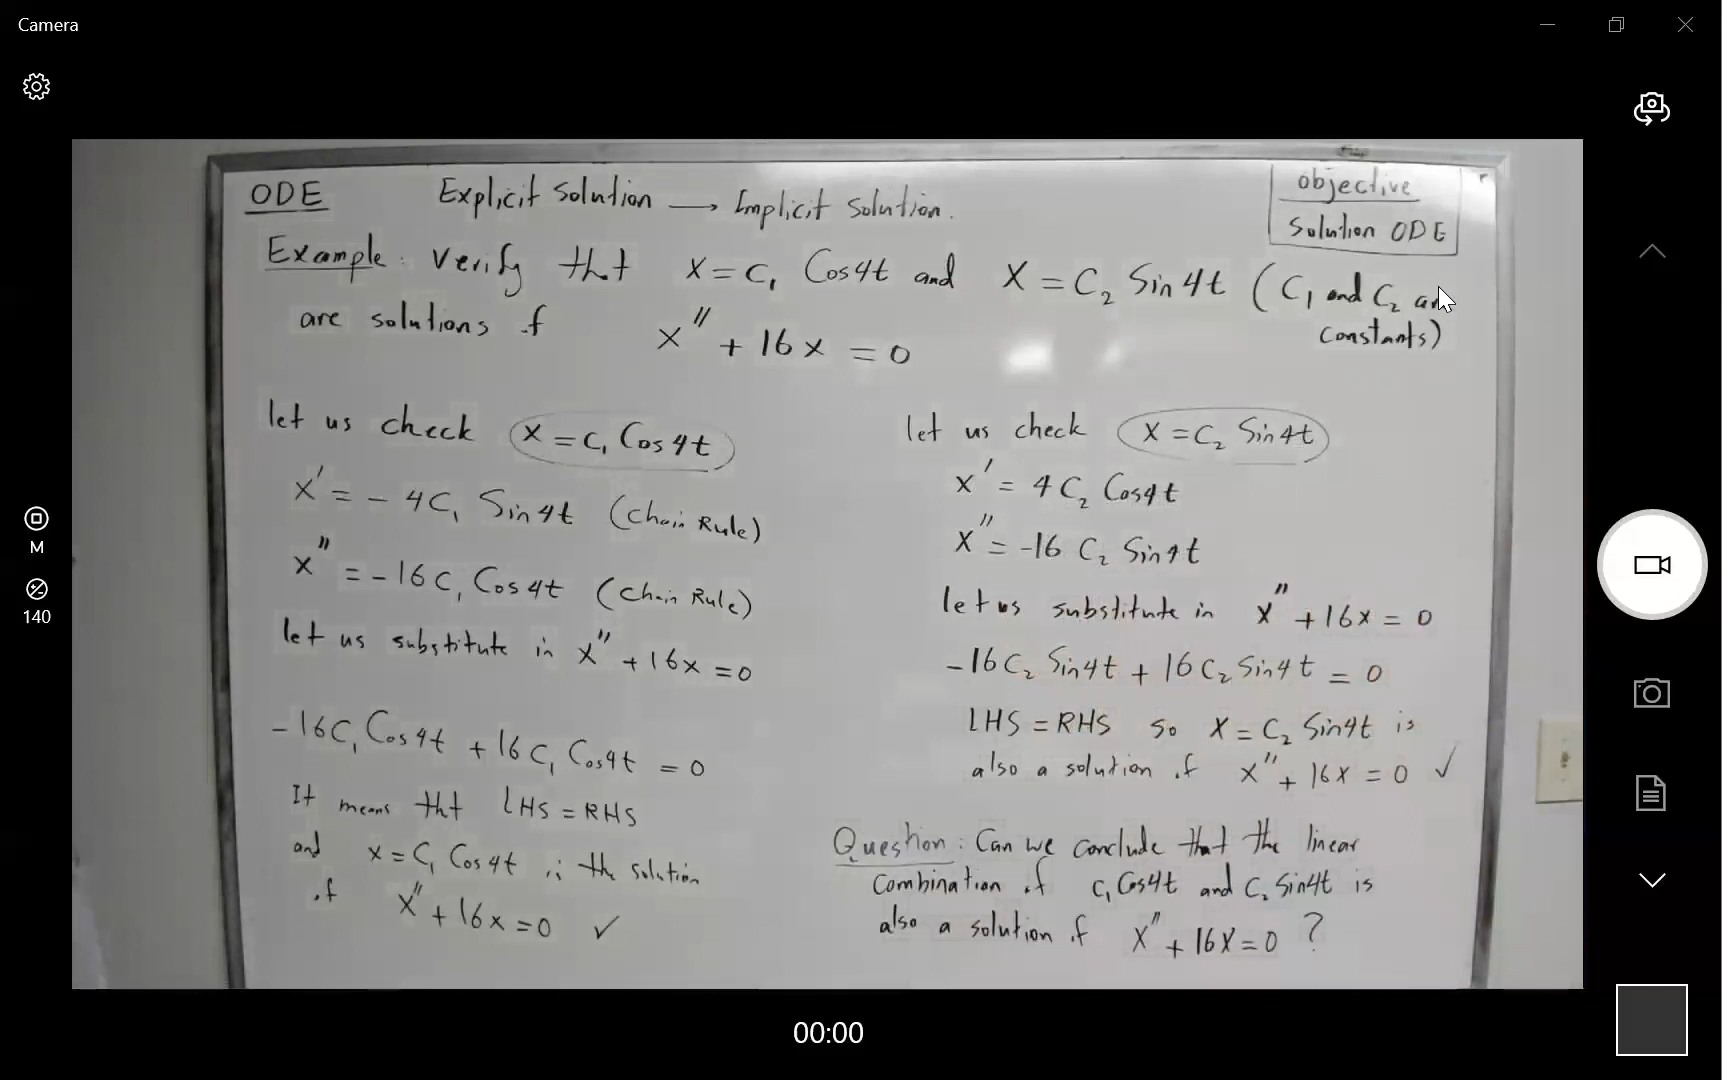 Camera
ODE Explicit Solution → Implicit Solution.
objective
Solution ODE
Example: Verify that x = c₁ Cos4t and x = C₂ Sin4t (C₁ and C₂ are
constants)
are solutions of x'' + 16x = 0
let us check x = c₁ Cos4t
x' = - 4C₁ Sin4t (Chain Rule)
x'' = -16C₁ Cos4t (Chain Rule)
let us substitute in x'' + 16x = 0
-16C₁ Cos4t + 16C₁ Cos4t = 0
It means that LHS = RHS
and x = C₁ Cos4t is the solution
of x'' + 16x = 0 ✓
let us check x = C₂ Sin4t
x' = 4C₂ Cos4t
x'' = -16 C₂ Sin4t
let us substitute in x'' + 16x = 0
-16C₂ Sin4t + 16C₂ Sin4t = 0
LHS = RHS so x = C₂ Sin4t is
also a solution of x'' + 16x = 0 ✓
Question: Can we conclude that the linear
Combination of c₁Cos4t and C₂ Sin4t is
also a solution of x'' + 16x = 0 ?
M
140
00:00